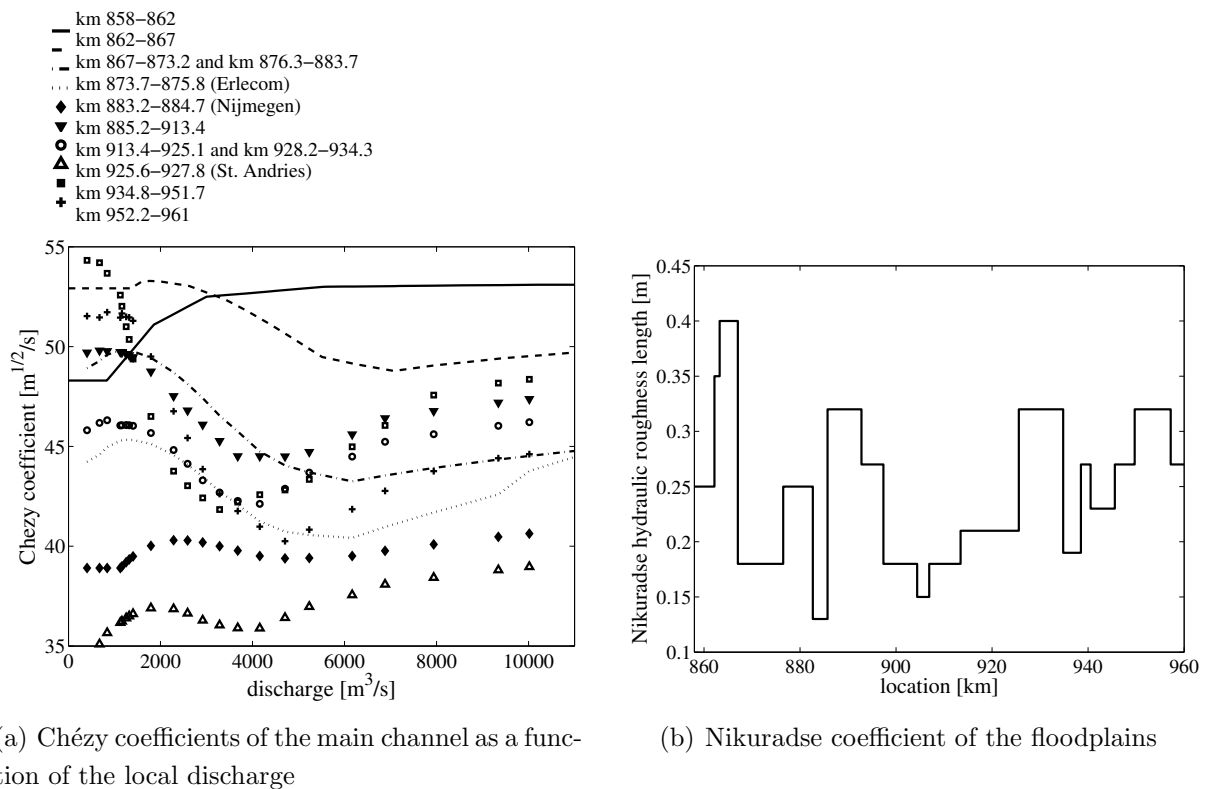 km 858−862
km 862−867
km 867−873.2 and km 876.3−883.7
km 873.7−875.8 (Erlecom)
km 883.2−884.7 (Nijmegen)
km 885.2−913.4
km 913.4−925.1 and km 928.2−934.3
km 925.6−927.8 (St. Andries)
km 934.8−951.7
km 952.2−961
55
50
45
40
35
Chezy coefficient [m^1/2/s]
0 2000 4000 6000 8000 10000
discharge [m^3/s]
0.45
0.4
0.35
0.3
0.25
0.2
0.15
0.1
Nikuradse hydraulic roughness length [m]
860 880 900 920 940 960
location [km]
a) Chézy coefficients of the main channel as a func-
tion of the local discharge
(b) Nikuradse coefficient of the floodplains